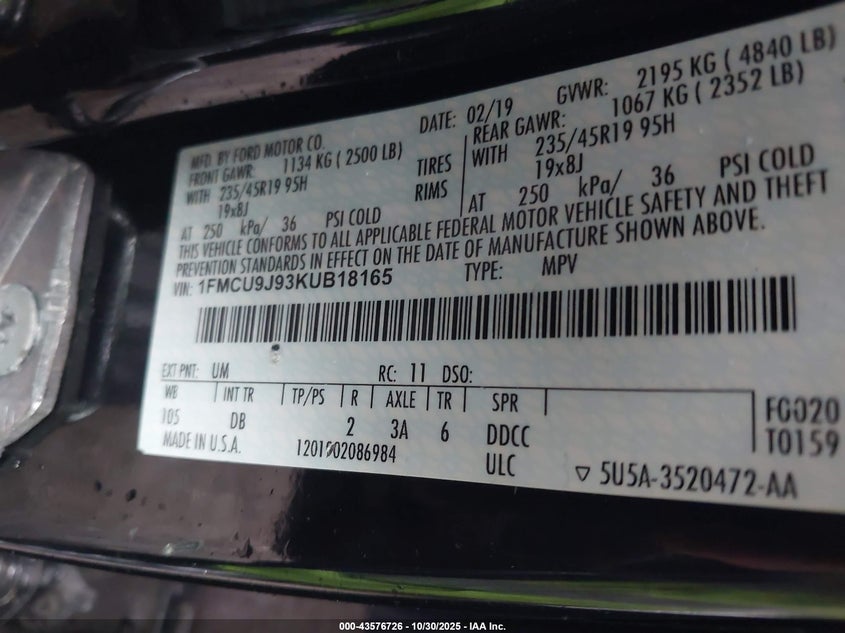 MFD. BY FORD MOTOR CO.
DATE: 02/19
GVWR: 2195 KG ( 4840 LB)
FRONT GAWR: 1134 KG ( 2500 LB)
REAR GAWR: 1067 KG ( 2352 LB)
WITH 235/45R19 95H TIRES WITH 235/45R19 95H
19x8J RIMS 19x8J
AT 250 kPa/ 36 PSI COLD AT 250 kPa/ 36 PSI COLD
THIS VEHICLE CONFORMS TO ALL APPLICABLE FEDERAL MOTOR VEHICLE SAFETY AND THEFT
PREVENTION STANDARDS IN EFFECT ON THE DATE OF MANUFACTURE SHOWN ABOVE.
VIN: 1FMCU9J93KUB18165 TYPE: MPV
EXT PNT: UM RC: 11 DSO:
WB INT TR TP/PS R AXLE TR SPR
105 DB 2 3A 6 DDCC
FG020
MADE IN U.S.A. ULC
T0159
▽ 5U5A-3520472-AA
000-43576726 - 10/30/2025 - IAA Inc.